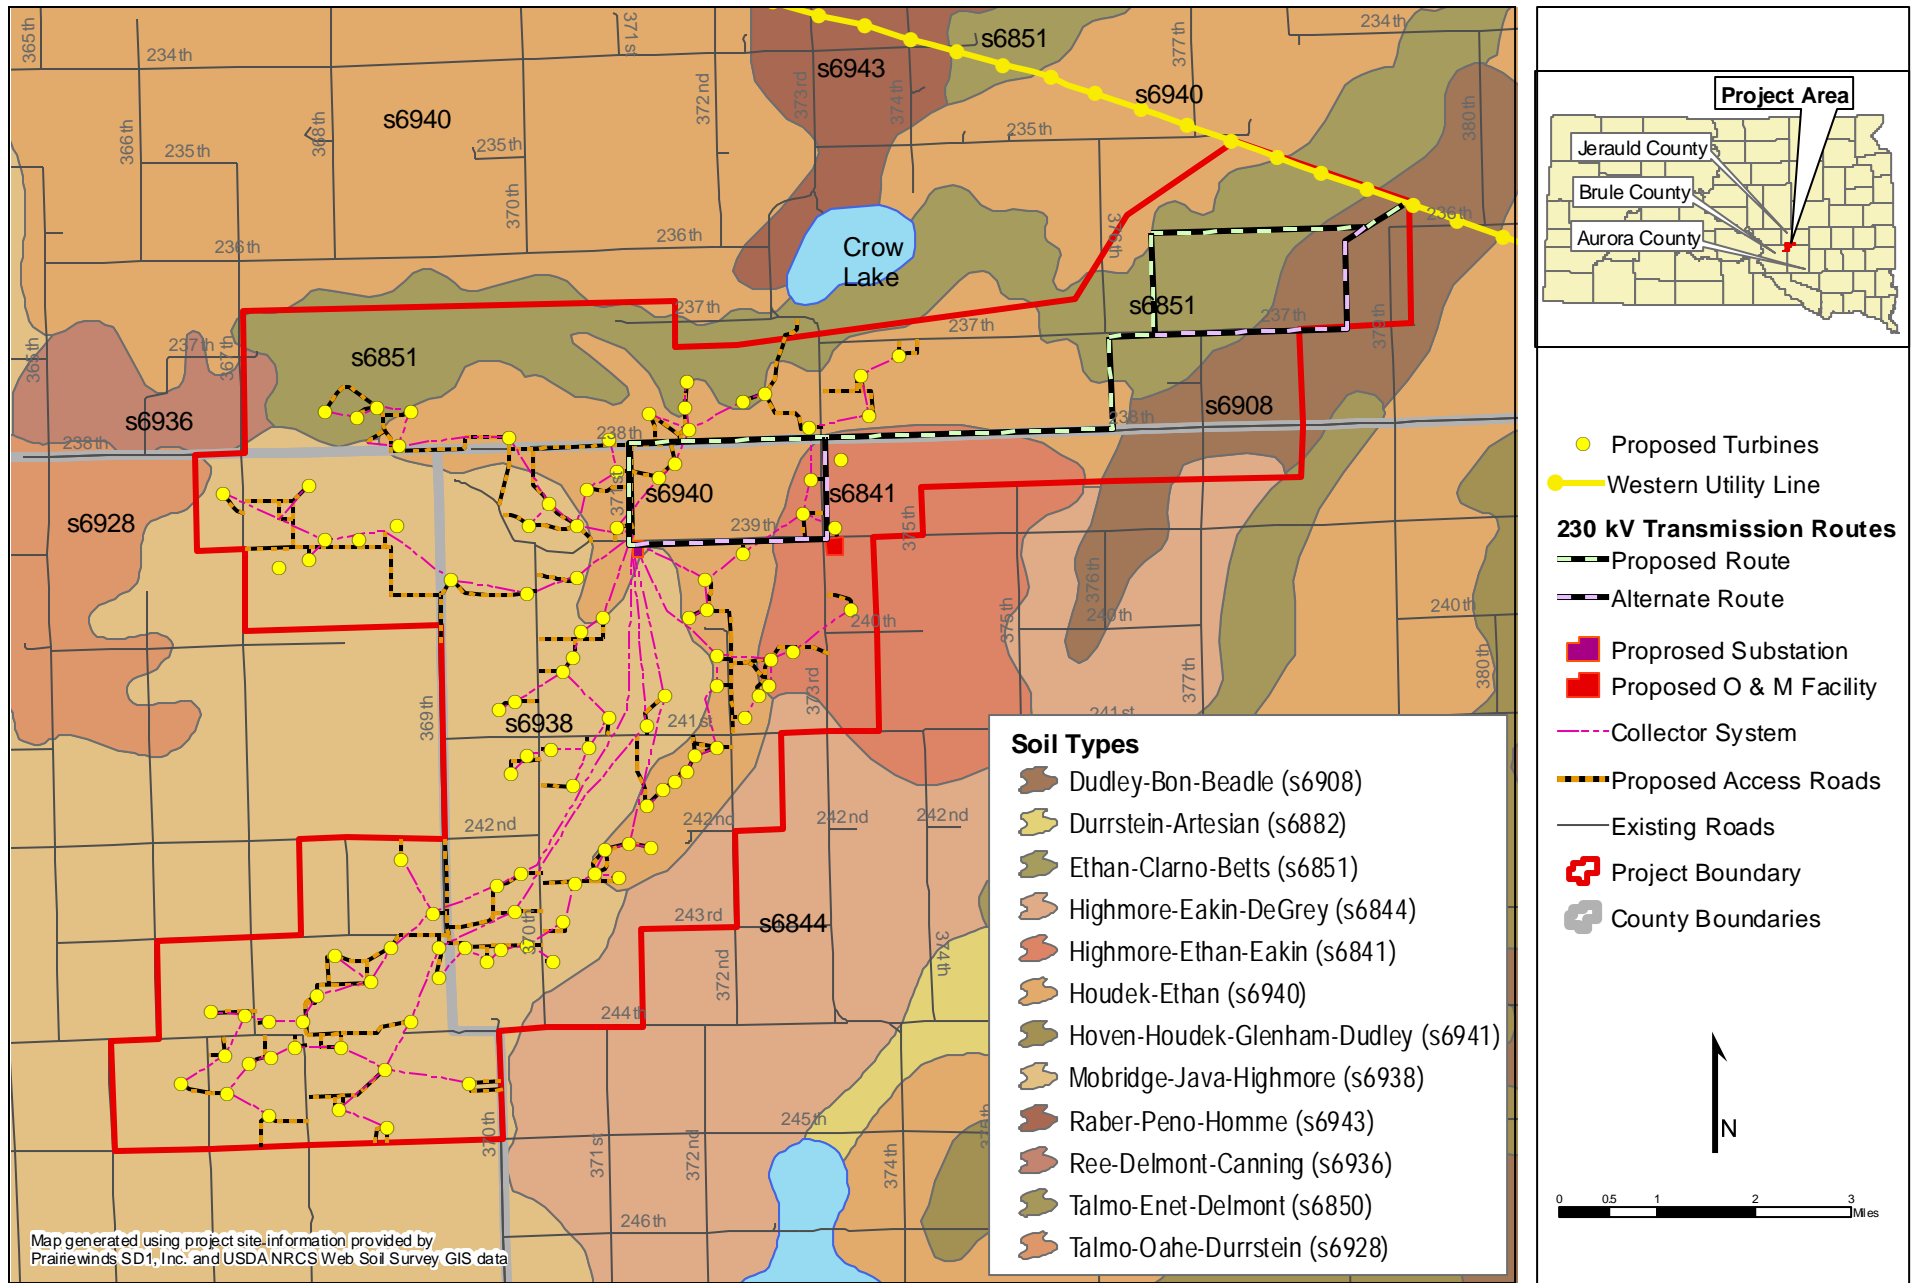 365th
234th
371st
s6851
377th
234th
s6943
373rd
374th
372nd
s6940
380th
s6940
366th
368th
235th
235th
235th
370th
236th
236th
Crow
Lake
376th
236th
237th
237th
s6851
237th
379th
365th
237th
367th
s6851
s6936
238th
238th
238th
s6908
s6928
371st
s6940
s6841
239th
375th
376th
375th
240th
240th
240th
369th
s6938
241st
373rd
377th
380th
241st
242nd
242nd
242nd
242nd
370th
243rd
s6844
372nd
374th
244th
370th
245th
371st
372nd
374th
375th
246th
Map generated using project site information provided by
Prairiewinds SD1, Inc. and USDA NRCS Web Soil Survey GIS data
Soil Types
Dudley-Bon-Beadle (s6908)
Durrstein-Artesian (s6882)
Ethan-Clarno-Betts (s6851)
Highmore-Eakin-DeGrey (s6844)
Highmore-Ethan-Eakin (s6841)
Houdek-Ethan (s6940)
Hoven-Houdek-Glenham-Dudley (s6941)
Mobridge-Java-Highmore (s6938)
Raber-Peno-Homme (s6943)
Ree-Delmont-Canning (s6936)
Talmo-Enet-Delmont (s6850)
Talmo-Oahe-Durrstein (s6928)
Project Area
Jerauld County
Brule County
Aurora County
Proposed Turbines
Western Utility Line
230 kV Transmission Routes
Proposed Route
Alternate Route
Proprosed Substation
Proposed O & M Facility
Collector System
Proposed Access Roads
Existing Roads
Project Boundary
County Boundaries
N
0 0.5 1 2 3
Miles